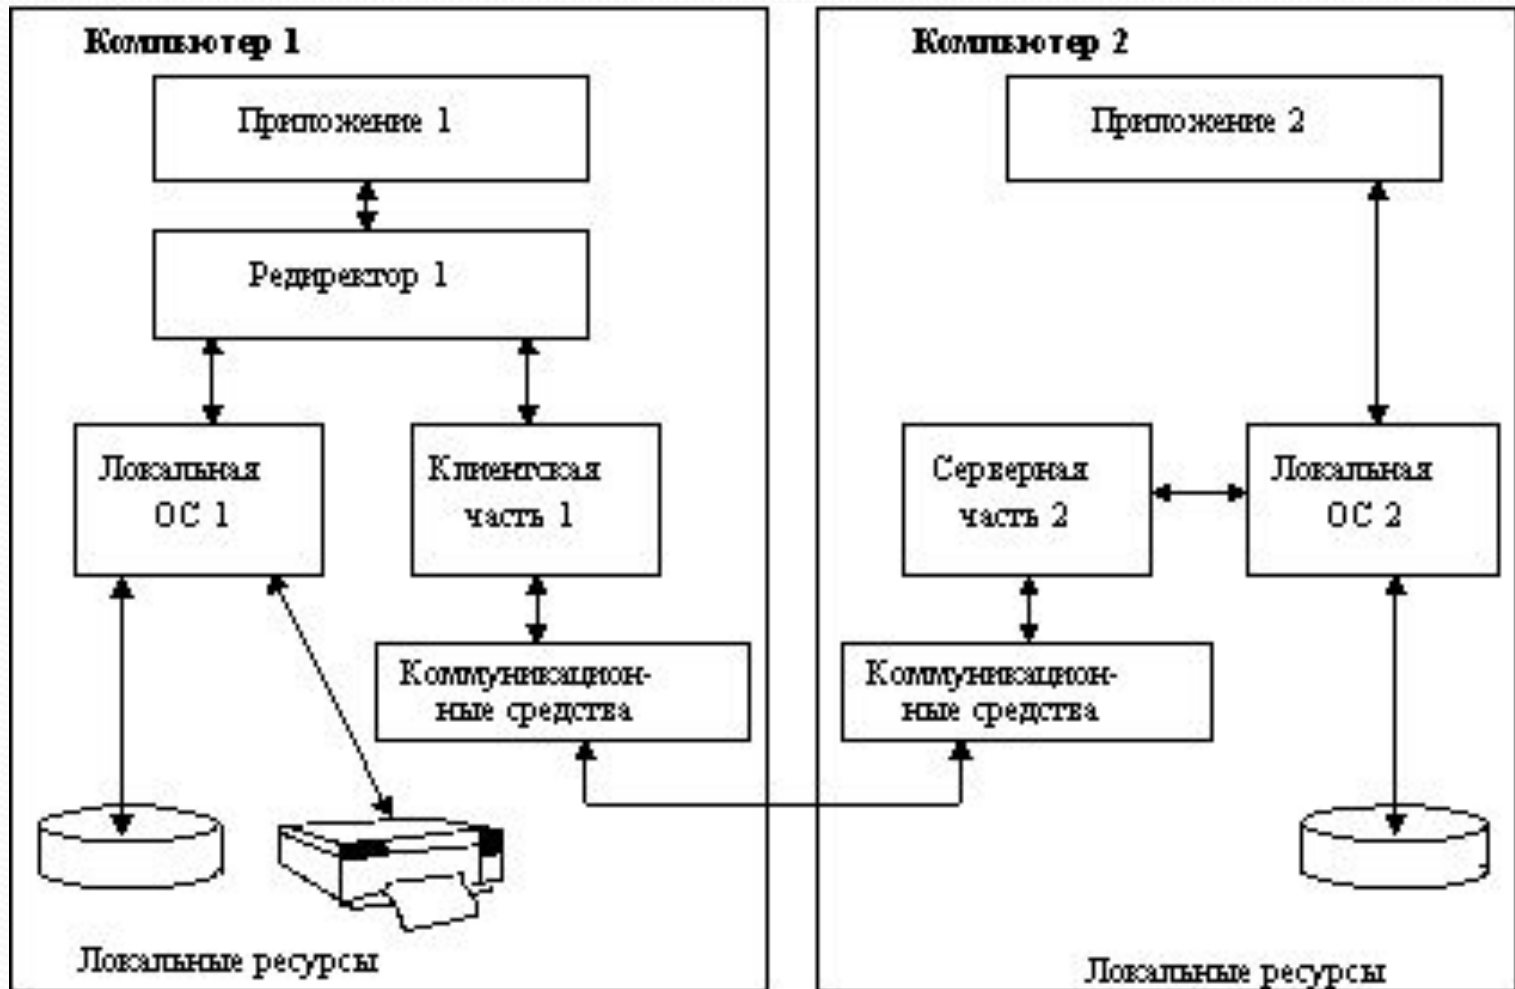 Компьютер 1
Приложение 1
Редиректор 1
Локальная
ОС 1
Клиентская
часть 1
Коммуникацион-
ные средства
Локальные ресурсы
Компьютер 2
Приложение 2
Серверная
часть 2
Локальная
ОС 2
Коммуникацион-
ные средства
Локальные ресурсы